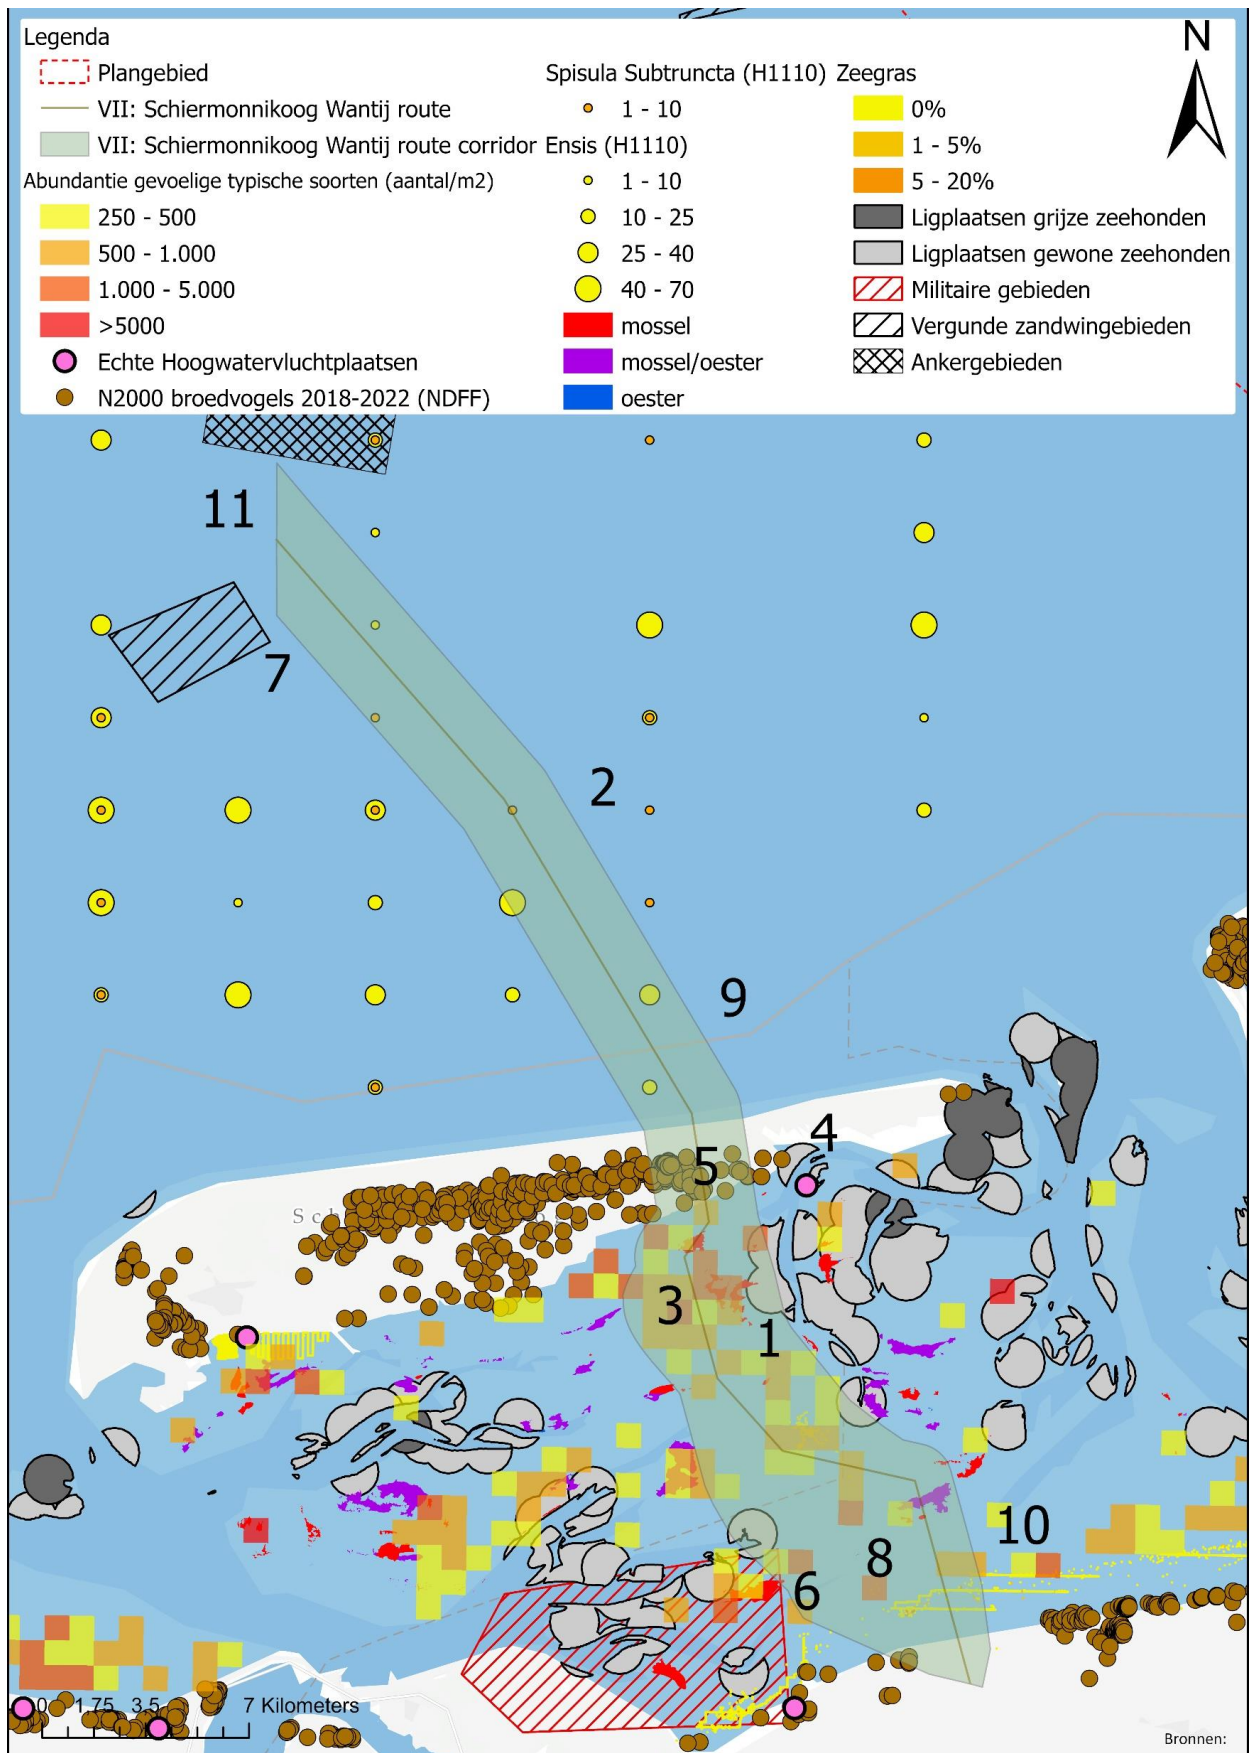 N
Legenda
Plangebied
VII: Schiermonnikoog Wantij route
VII: Schiermonnikoog Wantij route corridor
Abundantie gevoelige typische soorten (aantal/m2)
250 - 500
500 - 1.000
1.000 - 5.000
>5000
Echte Hoogwatervluchtplaatsen
N2000 broedvogels 2018-2022 (NDFF)
Spisula Subtruncta (H1110)
1 - 10
Ensis (H1110)
1 - 10
10 - 25
25 - 40
40 - 70
mossel
mossel/oester
oester
Zeegras
0%
1 - 5%
5 - 20%
Ligplaatsen grijze zeehonden
Ligplaatsen gewone zeehonden
Militaire gebieden
Vergunde zandwingebieden
Ankergebieden
11
7
2
9
4
5
3
1
10
8
6
0 1.75 3.5 7 Kilometers
Bronnen: